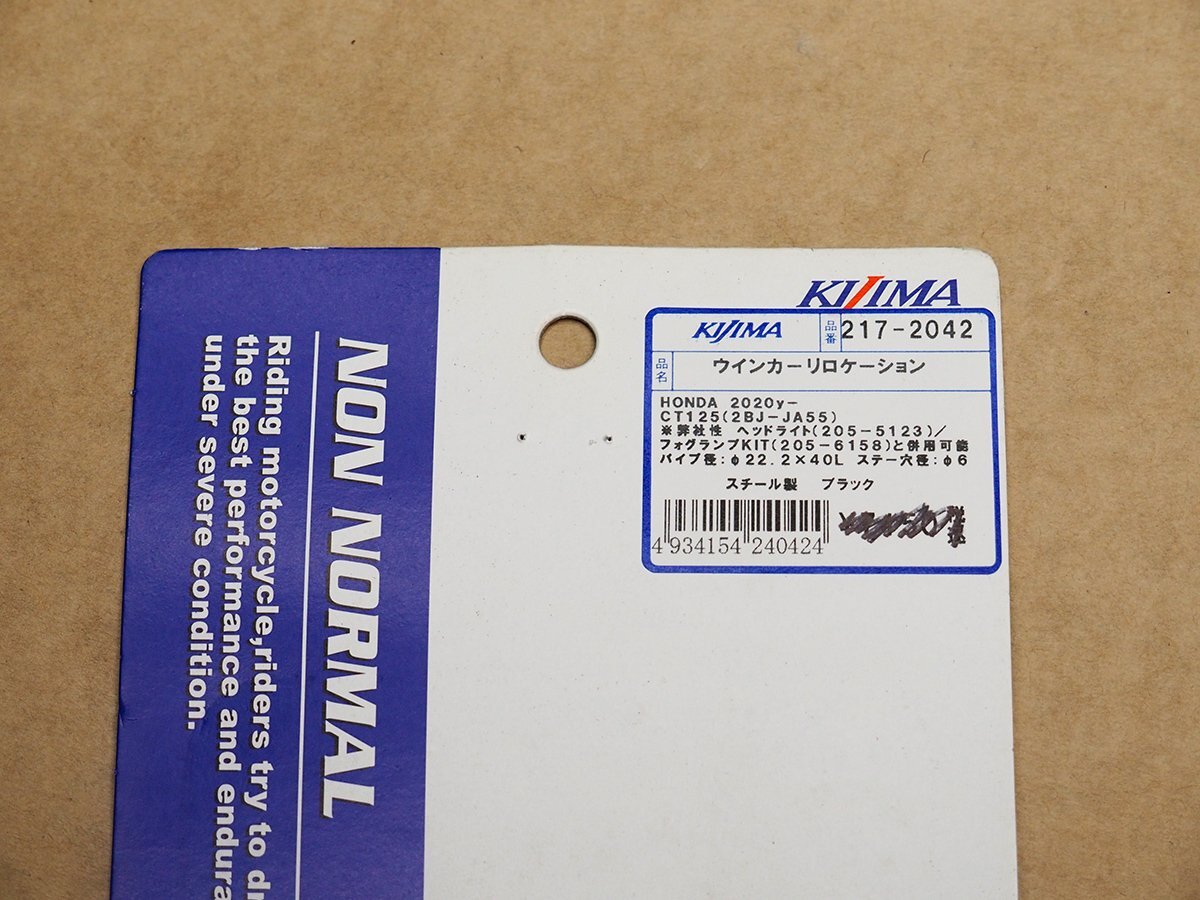 NON NORMAL
Riding motorcycle,riders try to
the best performance and
under severe condition.
KIJIMA
KIJIMA 品番 217-2042
品名 ウインカーリロケーション
HONDA 2020y-
CT125(2BJ-JA55)
※弊社性 ヘッドライト(205-5123)/
フォグランプKIT(205-6158)と併用可能
パイプ径:φ22.2×40L ステー穴径:φ6
スチール製 ブラック
4 934154 240424